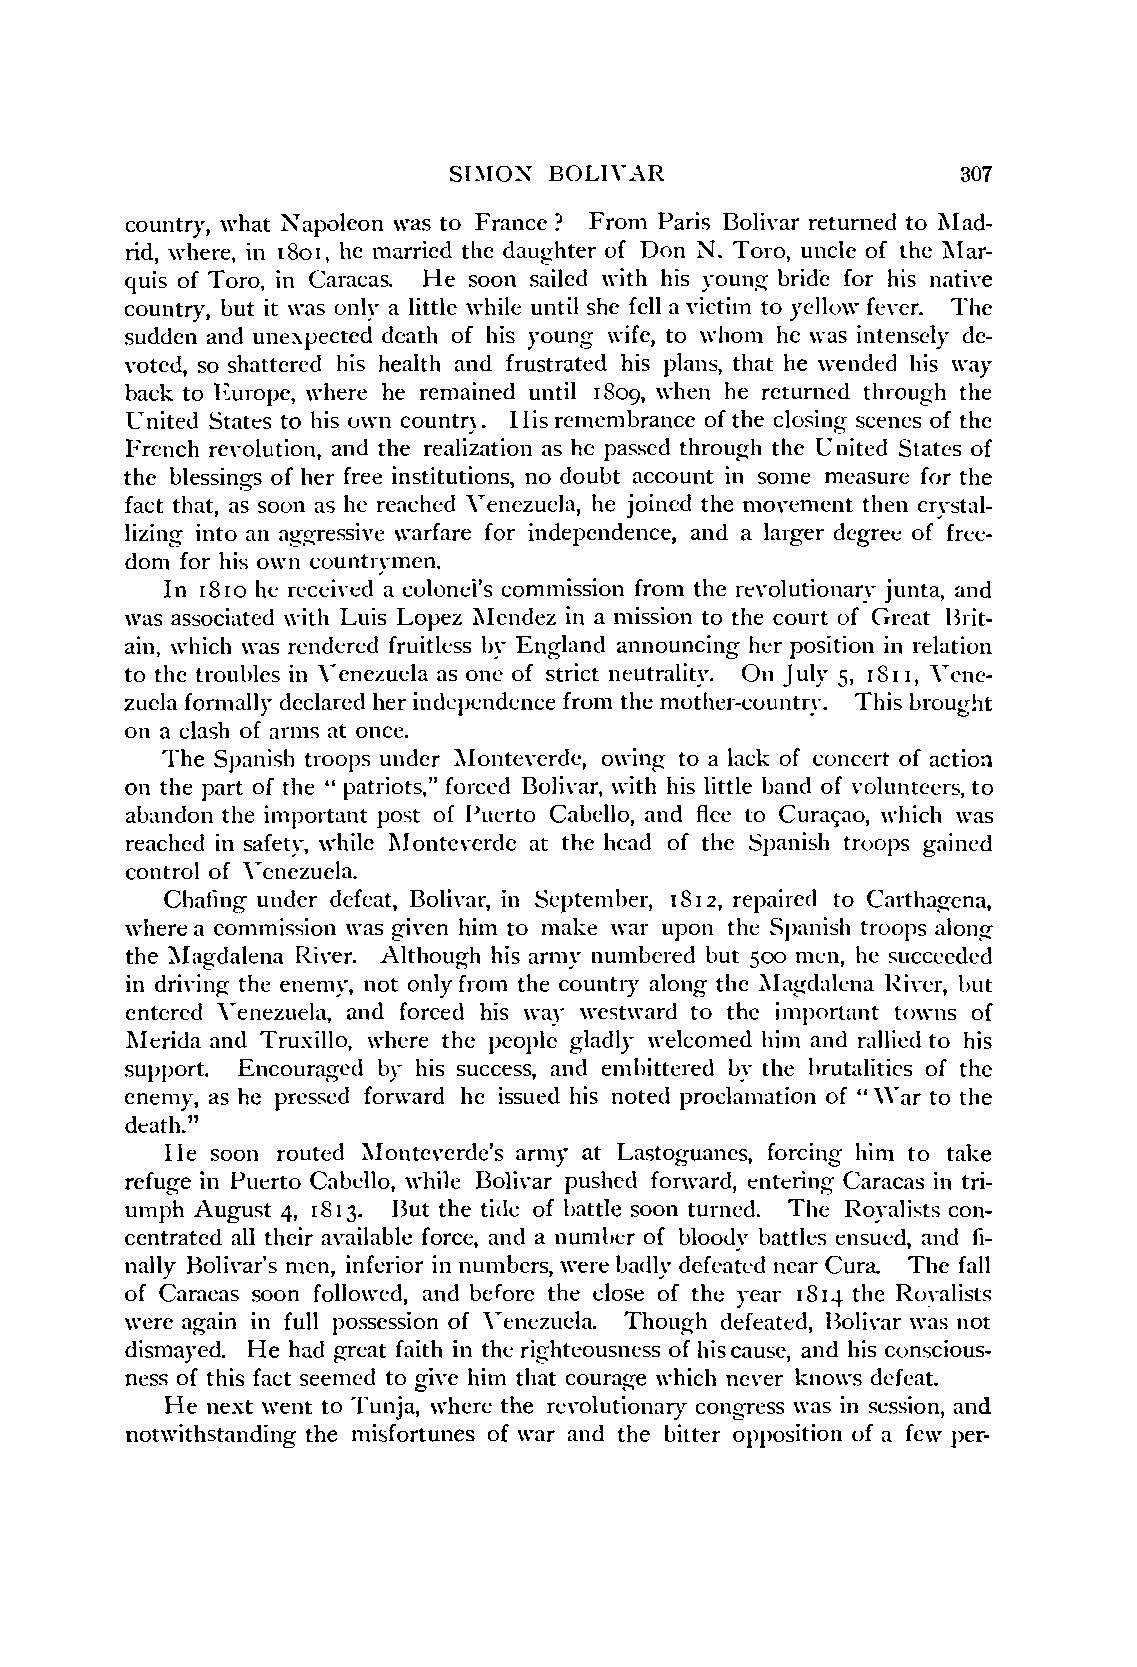 SIMON BOLIVAR 307
country, what Napoleon was to France? From Paris Bolivar returned to Mad-
rid, where, in 1801, he married the daughter of Don N. Toro, uncle of the Mar-
quis of Toro, in Caracas. He soon sailed with his young bride for his native
country, but it was only a little while until she fell a victim to yellow fever. The
sudden and unexpected death of his young wife, to whom he was intensely de-
voted, so shattered his health and frustrated his plans, that he wended his way
back to Europe, where he remained until 1809, when he returned through the
United States to his own country. His remembrance of the closing scenes of the
French revolution, and the realization as he passed through the United States of
the blessings of her free institutions, no doubt account in some measure for the
fact that, as soon as he reached Venezuela, he joined the movement then crystal-
lizing into an aggressive warfare for independence, and a larger degree of free-
dom for his own countrymen.
In 1810 he received a colonel's commission from the revolutionary junta, and
was associated with Luis Lopez Mendez in a mission to the court of Great Brit-
ain, which was rendered fruitless by England announcing her position in relation
to the troubles in Venezuela as one of strict neutrality. On July 5, 1811, Vene-
zuela formally declared her independence from the mother-country. This brought
on a clash of arms at once.
The Spanish troops under Monteverde, owing to a lack of concert of action
on the part of the "patriots," forced Bolivar, with his little band of volunteers, to
abandon the important post of Puerto Cabello, and flee to Curaçao, which was
reached in safety, while Monteverde at the head of the Spanish troops gained
control of Venezuela.
Chafing under defeat, Bolivar, in September, 1812, repaired to Carthagena,
where a commission was given him to make war upon the Spanish troops along
the Magdalena River. Although his army numbered but 500 men, he succeeded
in driving the enemy, not only from the country along the Magdalena River, but
entered Venezuela, and forced his way westward to the important towns of
Merida and Truxillo, where the people gladly welcomed him and rallied to his
support. Encouraged by his success, and embittered by the brutalities of the
enemy, as he pressed forward he issued his noted proclamation of "War to the
death."
He soon routed Monteverde's army at Lastoguanes, forcing him to take
refuge in Puerto Cabello, while Bolivar pushed forward, entering Caracas in tri-
umph August 4, 1813. But the tide of battle soon turned. The Royalists con-
centrated all their available force, and a number of bloody battles ensued, and fi-
nally Bolivar's men, inferior in numbers, were badly defeated near Cura. The fall
of Caracas soon followed, and before the close of the year 1814 the Royalists
were again in full possession of Venezuela. Though defeated, Bolivar was not
dismayed. He had great faith in the righteousness of his cause, and his conscious-
ness of this fact seemed to give him that courage which never knows defeat.
He next went to Tunja, where the revolutionary congress was in session, and
notwithstanding the misfortunes of war and the bitter opposition of a few per-